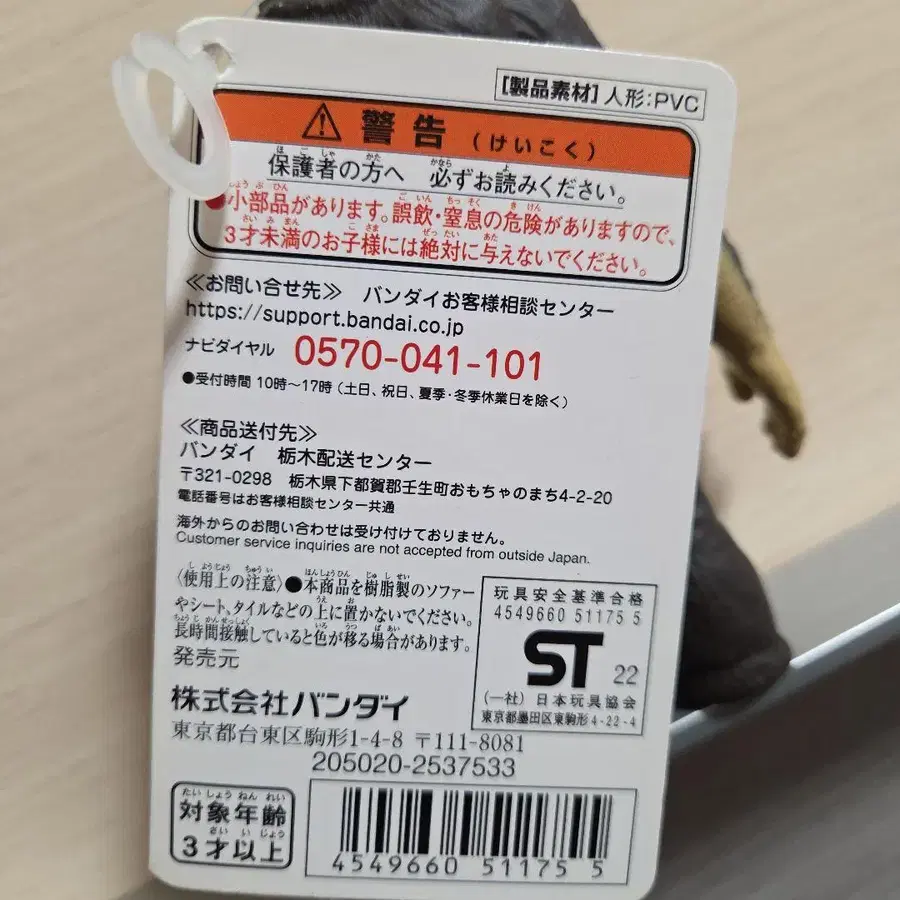 [製品素材] 人形:PVC
警告 (けいこく)
保護者の方へ 必ずお読みください。
●小部品があります。誤飲・窒息の危険がありますので、
3才未満のお子様には絶対に与えないでください。
≪お問い合せ先≫ バンダイお客様相談センター
https://support.bandai.co.jp
ナビダイヤル 0570-041-101
●受付時間 10時~17時 (土日、祝日、夏季・冬季休業日を除く)
≪商品送付先≫
バンダイ 栃木配送センター
〒321-0298 栃木県下都賀郡壬生町おもちゃのまち4-2-20
電話番号はお客様相談センター共通
海外からのお問い合わせは受け付けておりません。
Customer service inquiries are not accepted from outside Japan.
〈使用上の注意〉●本商品を樹脂製のソファー
やシート、タイルなどの上に置かないでください。
長時間接触していると色が移る場合があります。
発売元
株式会社バンダイ
東京都台東区駒形1-4-8 〒111-8081
205020-2537533
玩具安全基準合格
4549660 51175 5
ST 22
(一社) 日本玩具協会
東京都墨田区東駒形4-22-4
対象年齢
3才以上
4549660 51175 5